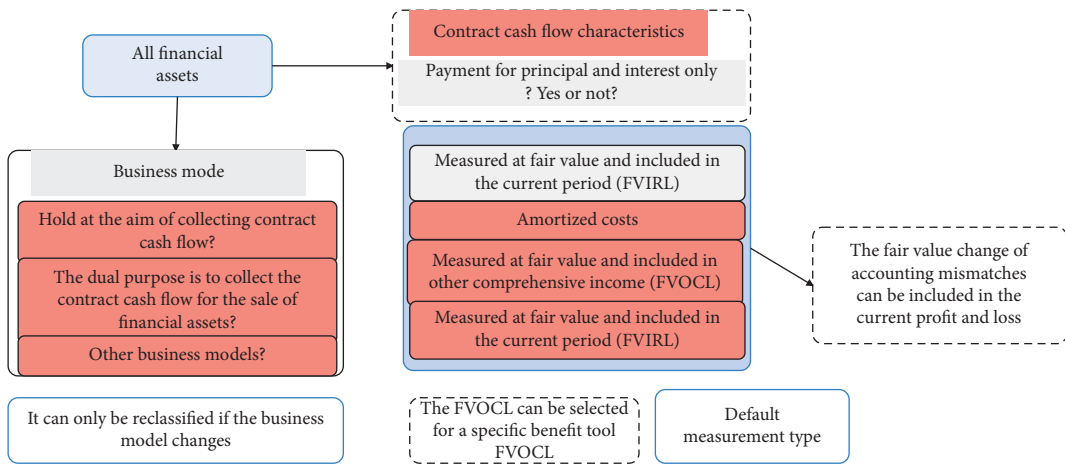 All financial
assets
Contract cash flow characteristics
Payment for principal and interest only
? Yes or not?
Business mode
Hold at the aim of collecting contract
cash flow?
The dual purpose is to collect the
contract cash flow for the sale of
financial assets?
Other business models?
Measured at fair value and included in
the current period (FVIRL)
Amortized costs
Measured at fair value and included in
other comprehensive income (FVOCL)
Measured at fair value and included in
the current period (FVIRL)
The fair value change of
accounting mismatches
can be included in the
current profit and loss
It can only be reclassified if the business
model changes
The FVOCL can be selected
for a specific benefit tool
FVOCL
Default
measurement type